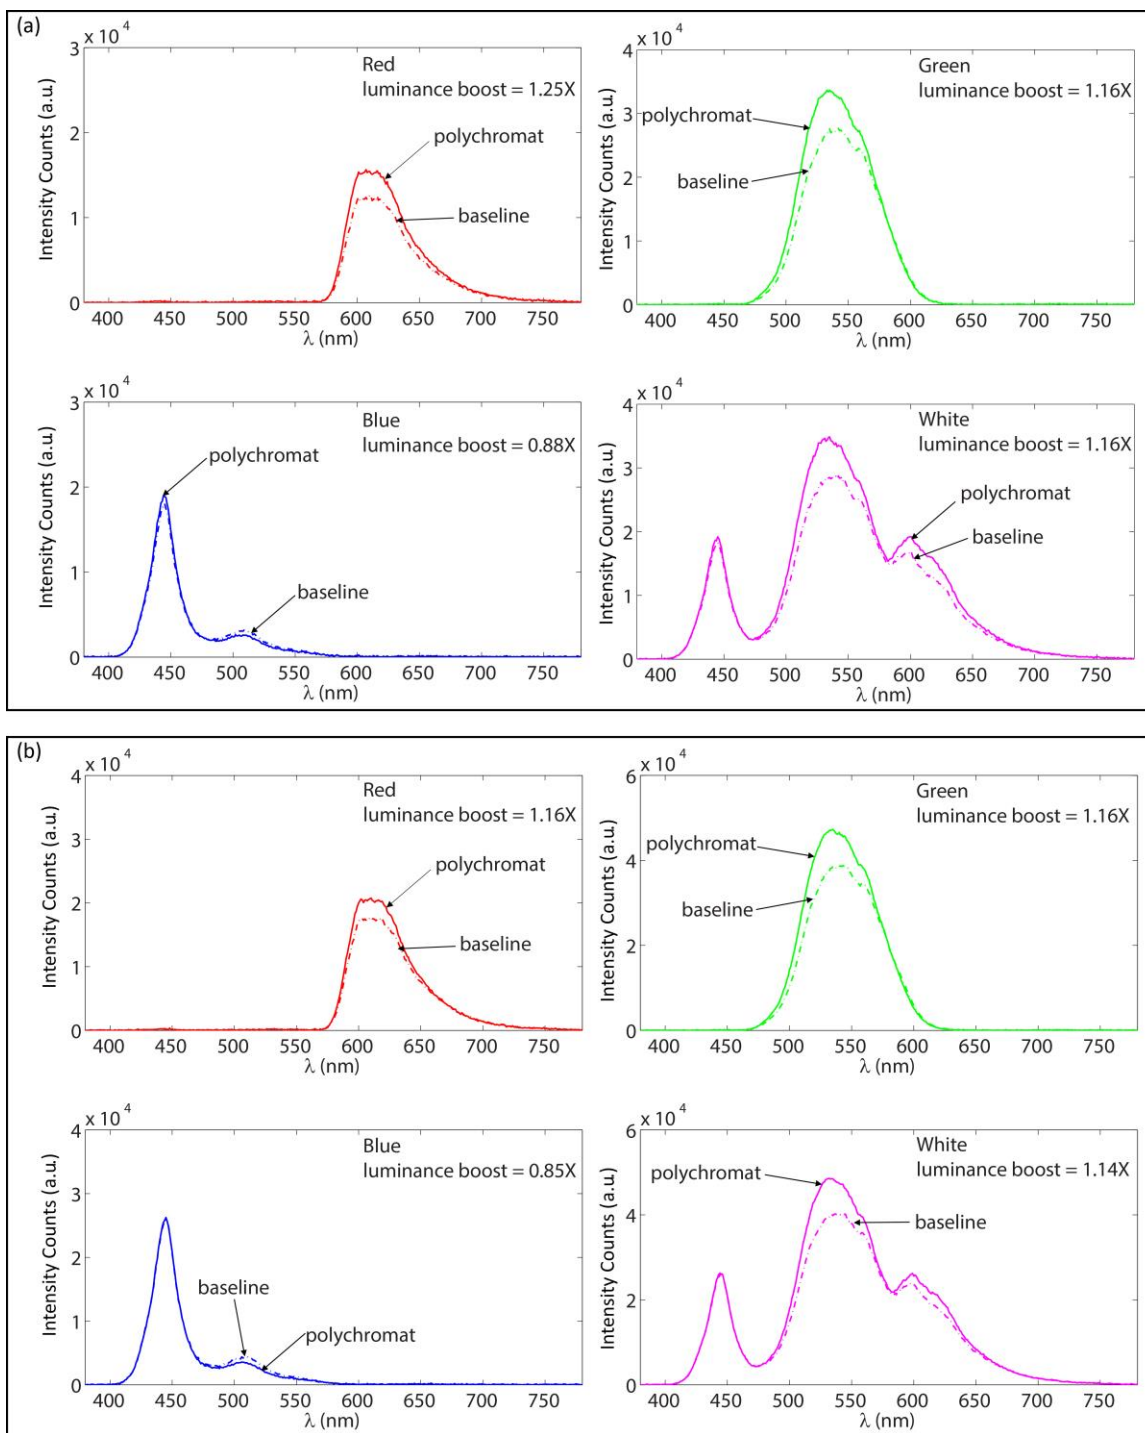 (a)
x 10 4
Red
luminance boost = 1.25X
polychromat
baseline
Intensity Counts (a.u.)
3
2
1
0
400 450 500 550 600 650 700 750
λ (nm)
x 10 4
Green
luminance boost = 1.16X
polychromat
baseline
Intensity Counts (a.u.)
4
3
2
1
0
400 450 500 550 600 650 700 750
λ (nm)
x 10 4
Blue
luminance boost = 0.88X
polychromat
baseline
Intensity Counts (a.u.)
3
2
1
0
400 450 500 550 600 650 700 750
λ (nm)
x 10 4
White
luminance boost = 1.16X
polychromat
baseline
Intensity Counts (a.u.)
4
3
2
1
0
400 450 500 550 600 650 700 750
λ (nm)
(b)
x 10 4
Red
luminance boost = 1.16X
polychromat
baseline
Intensity Counts (a.u.)
4
3
2
1
0
400 450 500 550 600 650 700 750
λ (nm)
x 10 4
Green
luminance boost = 1.16X
polychromat
baseline
Intensity Counts (a.u.)
6
4
2
0
400 450 500 550 600 650 700 750
λ (nm)
x 10 4
Blue
luminance boost = 0.85X
baseline
polychromat
Intensity Counts (a.u.)
4
3
2
1
0
400 450 500 550 600 650 700 750
λ (nm)
x 10 4
White
luminance boost = 1.14X
polychromat
baseline
Intensity Counts (a.u.)
6
4
2
0
400 450 500 550 600 650 700 750
λ (nm)